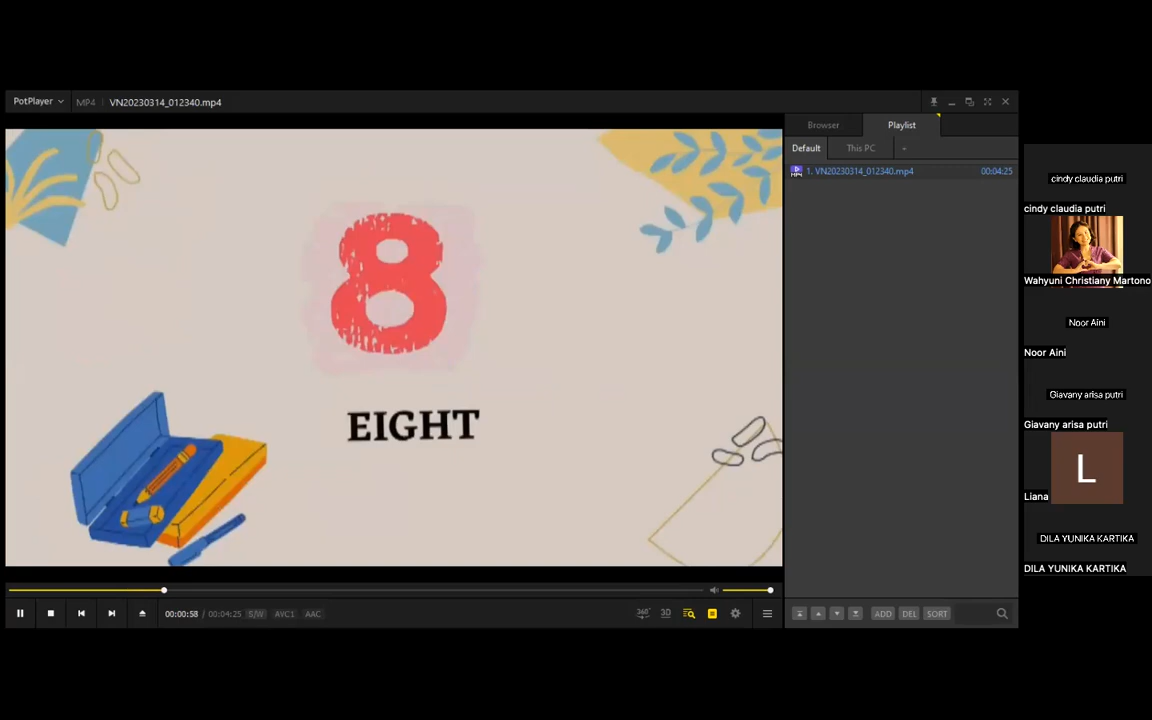 PotPlayer
MP4
VN20230314_012340.mp4
Browser
Playlist
Default
This PC
1. VN20230314_012340.mp4
00:04:25
8
EIGHT
00:00:58 / 00:04:25
S/W
AVC1
AAC
360°
3D
ADD
DEL
SORT
cindy claudia putri
cindy claudia putri
Wahyuni Christiany Martono
Noor Aini
Noor Aini
Giavany arisa putri
Giavany arisa putri
L
Liana
DILA YUNIKA KARTIKA
DILA YUNIKA KARTIKA